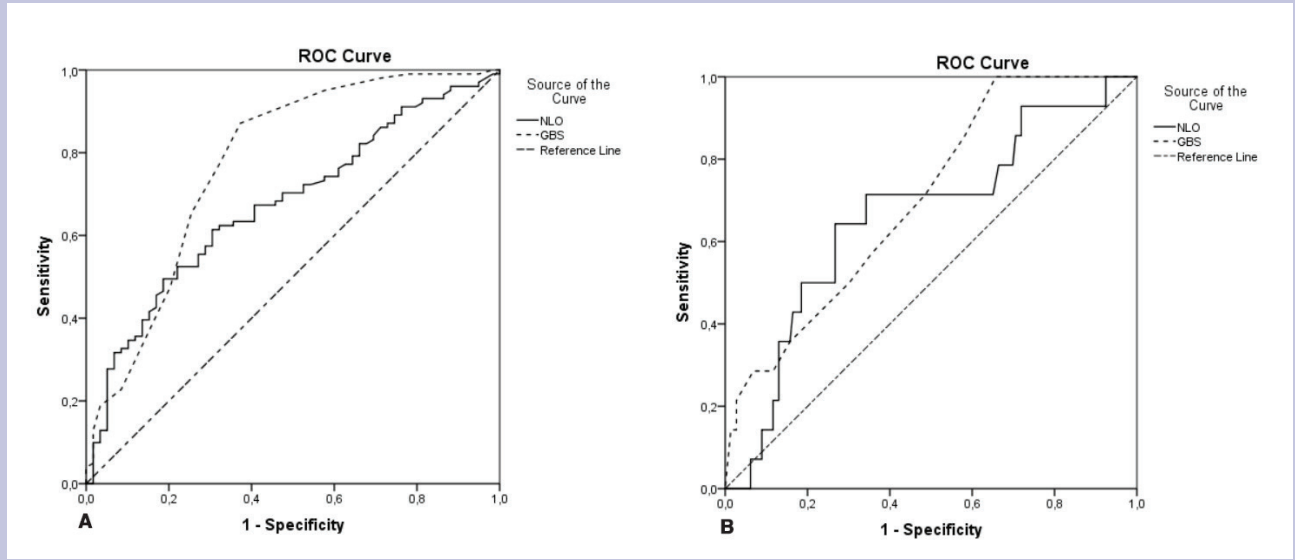 ROC Curve
1,0
0,8
0,6
0,4
0,2
0,0
Sensitivity
0,0 0,2 0,4 0,6 0,8 1,0
1 - Specificity
A
Source of the
Curve
NLO
GBS
Reference Line
ROC Curve
1,0
0,8
0,6
0,4
0,2
0,0
Sensitivity
0,0 0,2 0,4 0,6 0,8 1,0
1 - Specificity
B
Source of the
Curve
NLO
GBS
Reference Line